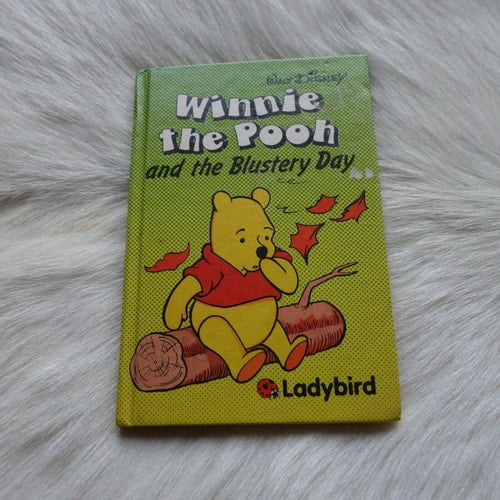 WALT DISNEY
Winnie
the Pooh
and the Blustery Day
Ladybird